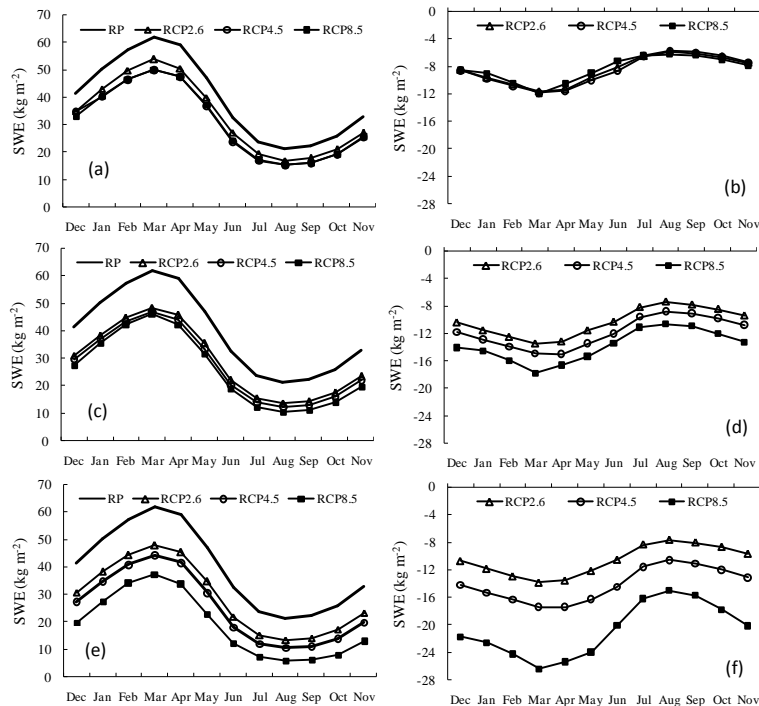 RP RCP2.6 RCP4.5 RCP8.5
SWE (kg m-2)
70
60
50
40
30
20
10
0
(a)
Dec Jan Feb Mar Apr May Jun Jul Aug Sep Oct Nov
RCP2.6 RCP4.5 RCP8.5
SWE (kg m-2)
0
-4
-8
-12
-16
-20
-24
-28
(b)
Dec Jan Feb Mar Apr May Jun Jul Aug Sep Oct Nov
RP RCP2.6 RCP4.5 RCP8.5
SWE (kg m-2)
70
60
50
40
30
20
10
0
(c)
Dec Jan Feb Mar Apr May Jun Jul Aug Sep Oct Nov
RCP2.6 RCP4.5 RCP8.5
SWE (kg m-2)
0
-4
-8
-12
-16
-20
-24
-28
(d)
Dec Jan Feb Mar Apr May Jun Jul Aug Sep Oct Nov
RP RCP2.6 RCP4.5 RCP8.5
SWE (kg m-2)
70
60
50
40
30
20
10
0
(e)
Dec Jan Feb Mar Apr May Jun Jul Aug Sep Oct Nov
RCP2.6 RCP4.5 RCP8.5
SWE (kg m-2)
0
-4
-8
-12
-16
-20
-24
-28
(f)
Dec Jan Feb Mar Apr May Jun Jul Aug Sep Oct Nov